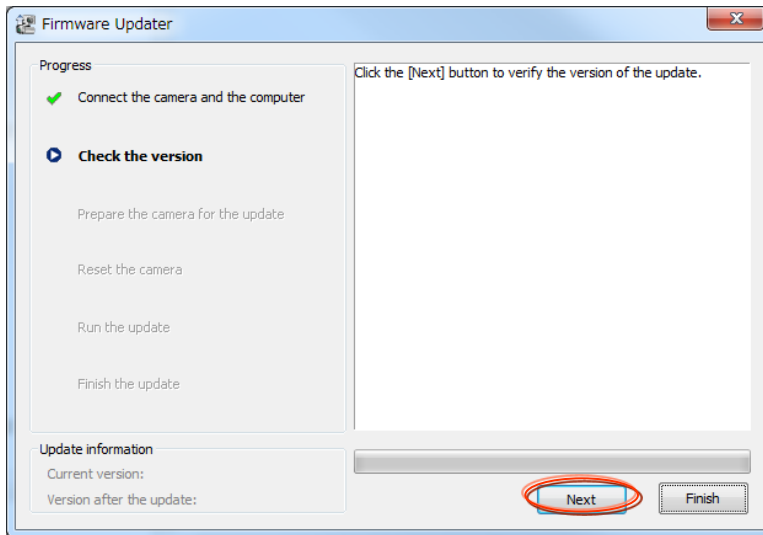 Firmware Updater
Progress
Connect the camera and the computer
Check the version
Prepare the camera for the update
Reset the camera
Run the update
Finish the update
Click the [Next] button to verify the version of the update.
Update information
Current version:
Version after the update:
Next
Finish